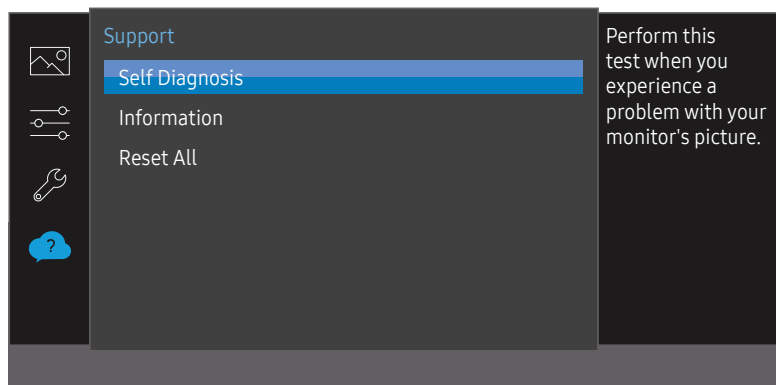 Support
Self Diagnosis
Information
Reset All
?
Perform this
test when you
experience a
problem with your
monitor's picture.